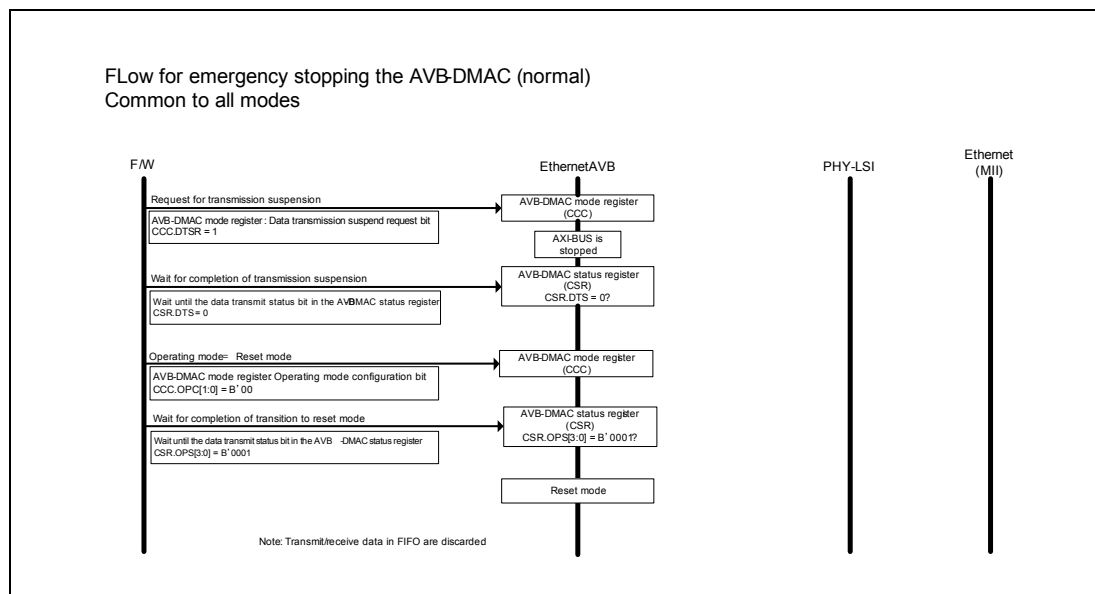 FLow for emergency stopping the AVB-DMAC (normal)
Common to all modes
F/W
EthernetAVB
PHY-LSI
Ethernet
(MII)
Request for transmission suspension
AVB-DMAC mode register : Data transmission suspend request bit
CCC.DTSR = 1
AVB-DMAC mode register
(CCC)
AXI-BUS is
stopped
Wait for completion of transmission suspension
Wait until the data transmit status bit in the AVBMAC status register
CSR.DTS = 0
AVB-DMAC status register
(CSR)
CSR.DTS = 0?
Operating mode= Reset mode
AVB-DMAC mode register Operating mode configuration bit
CCC.OPC[1:0] = B'00
AVB-DMAC mode register
(CCC)
Wait for completion of transition to reset mode
Wait until the data transmit status bit in the AVB -DMAC status register
CSR.OPS[3:0] = B'0001
AVB-DMAC status register
(CSR)
CSR.OPS[3:0] = B'0001?
Reset mode
Note: Transmit/receive data in FIFO are discarded